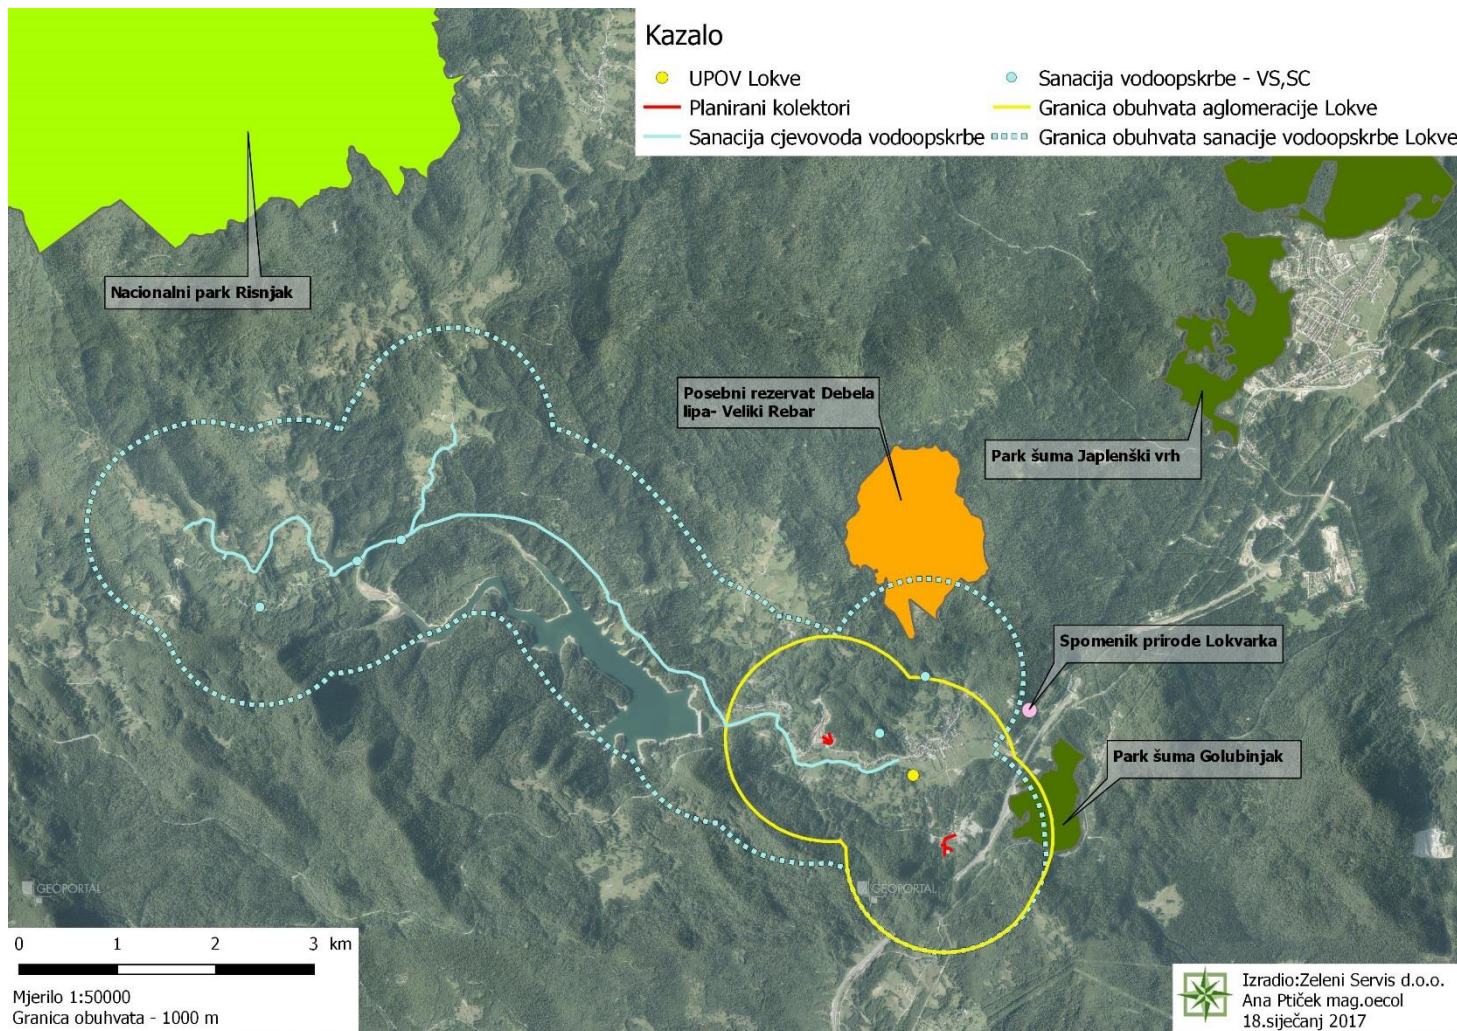 Kazalo
UPOV Lokve
Planirani kolektori
Sanacija cjevovoda vodoopskrbe
Sanacija vodoopskrbe - VS,SC
Granica obuhvata aglomeracije Lokve
Granica obuhvata sanacije vodoopskrbe Lokve
Nacionalni park Risnjak
Posebni rezervat Debela
lipa- Veliki Rebar
Park šuma Japlenški vrh
Spomenik prirode Lokvarka
Park šuma Golubinjak
GEOPORTAL
GEOPORTAL
0 1 2 3 km
Mjerilo 1:50000
Granica obuhvata - 1000 m
Izradio:Zeleni Servis d.o.o.
Ana Ptiček mag.oecol
18.siječanj 2017